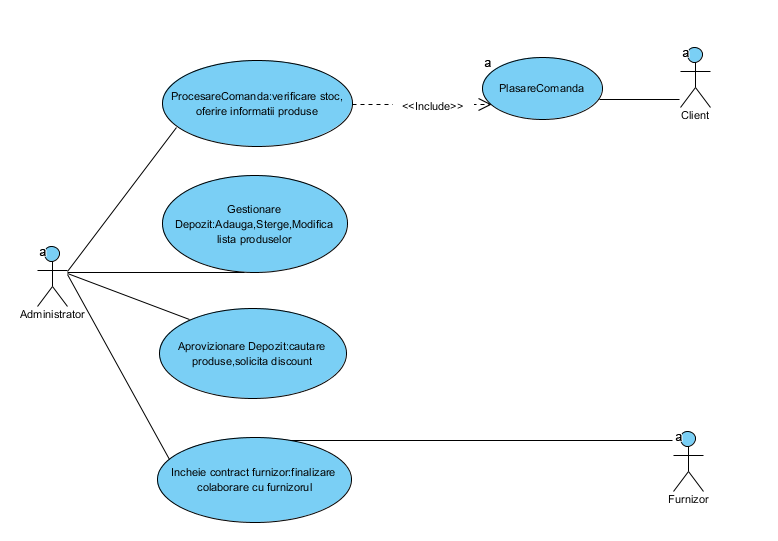 a
a
ProcesareComanda:verificare stoc,
oferire informatii produse
<<Include>>
PlasareComanda
Client
Gestionare
Depozit:Adauga,Sterge,Modifica
lista produselor
a
Administrator
Aprovizionare Depozit:cautare
produse,solicita discount
a
Incheie contract furnizor:finalizare
colaborare cu furnizorul
Furnizor